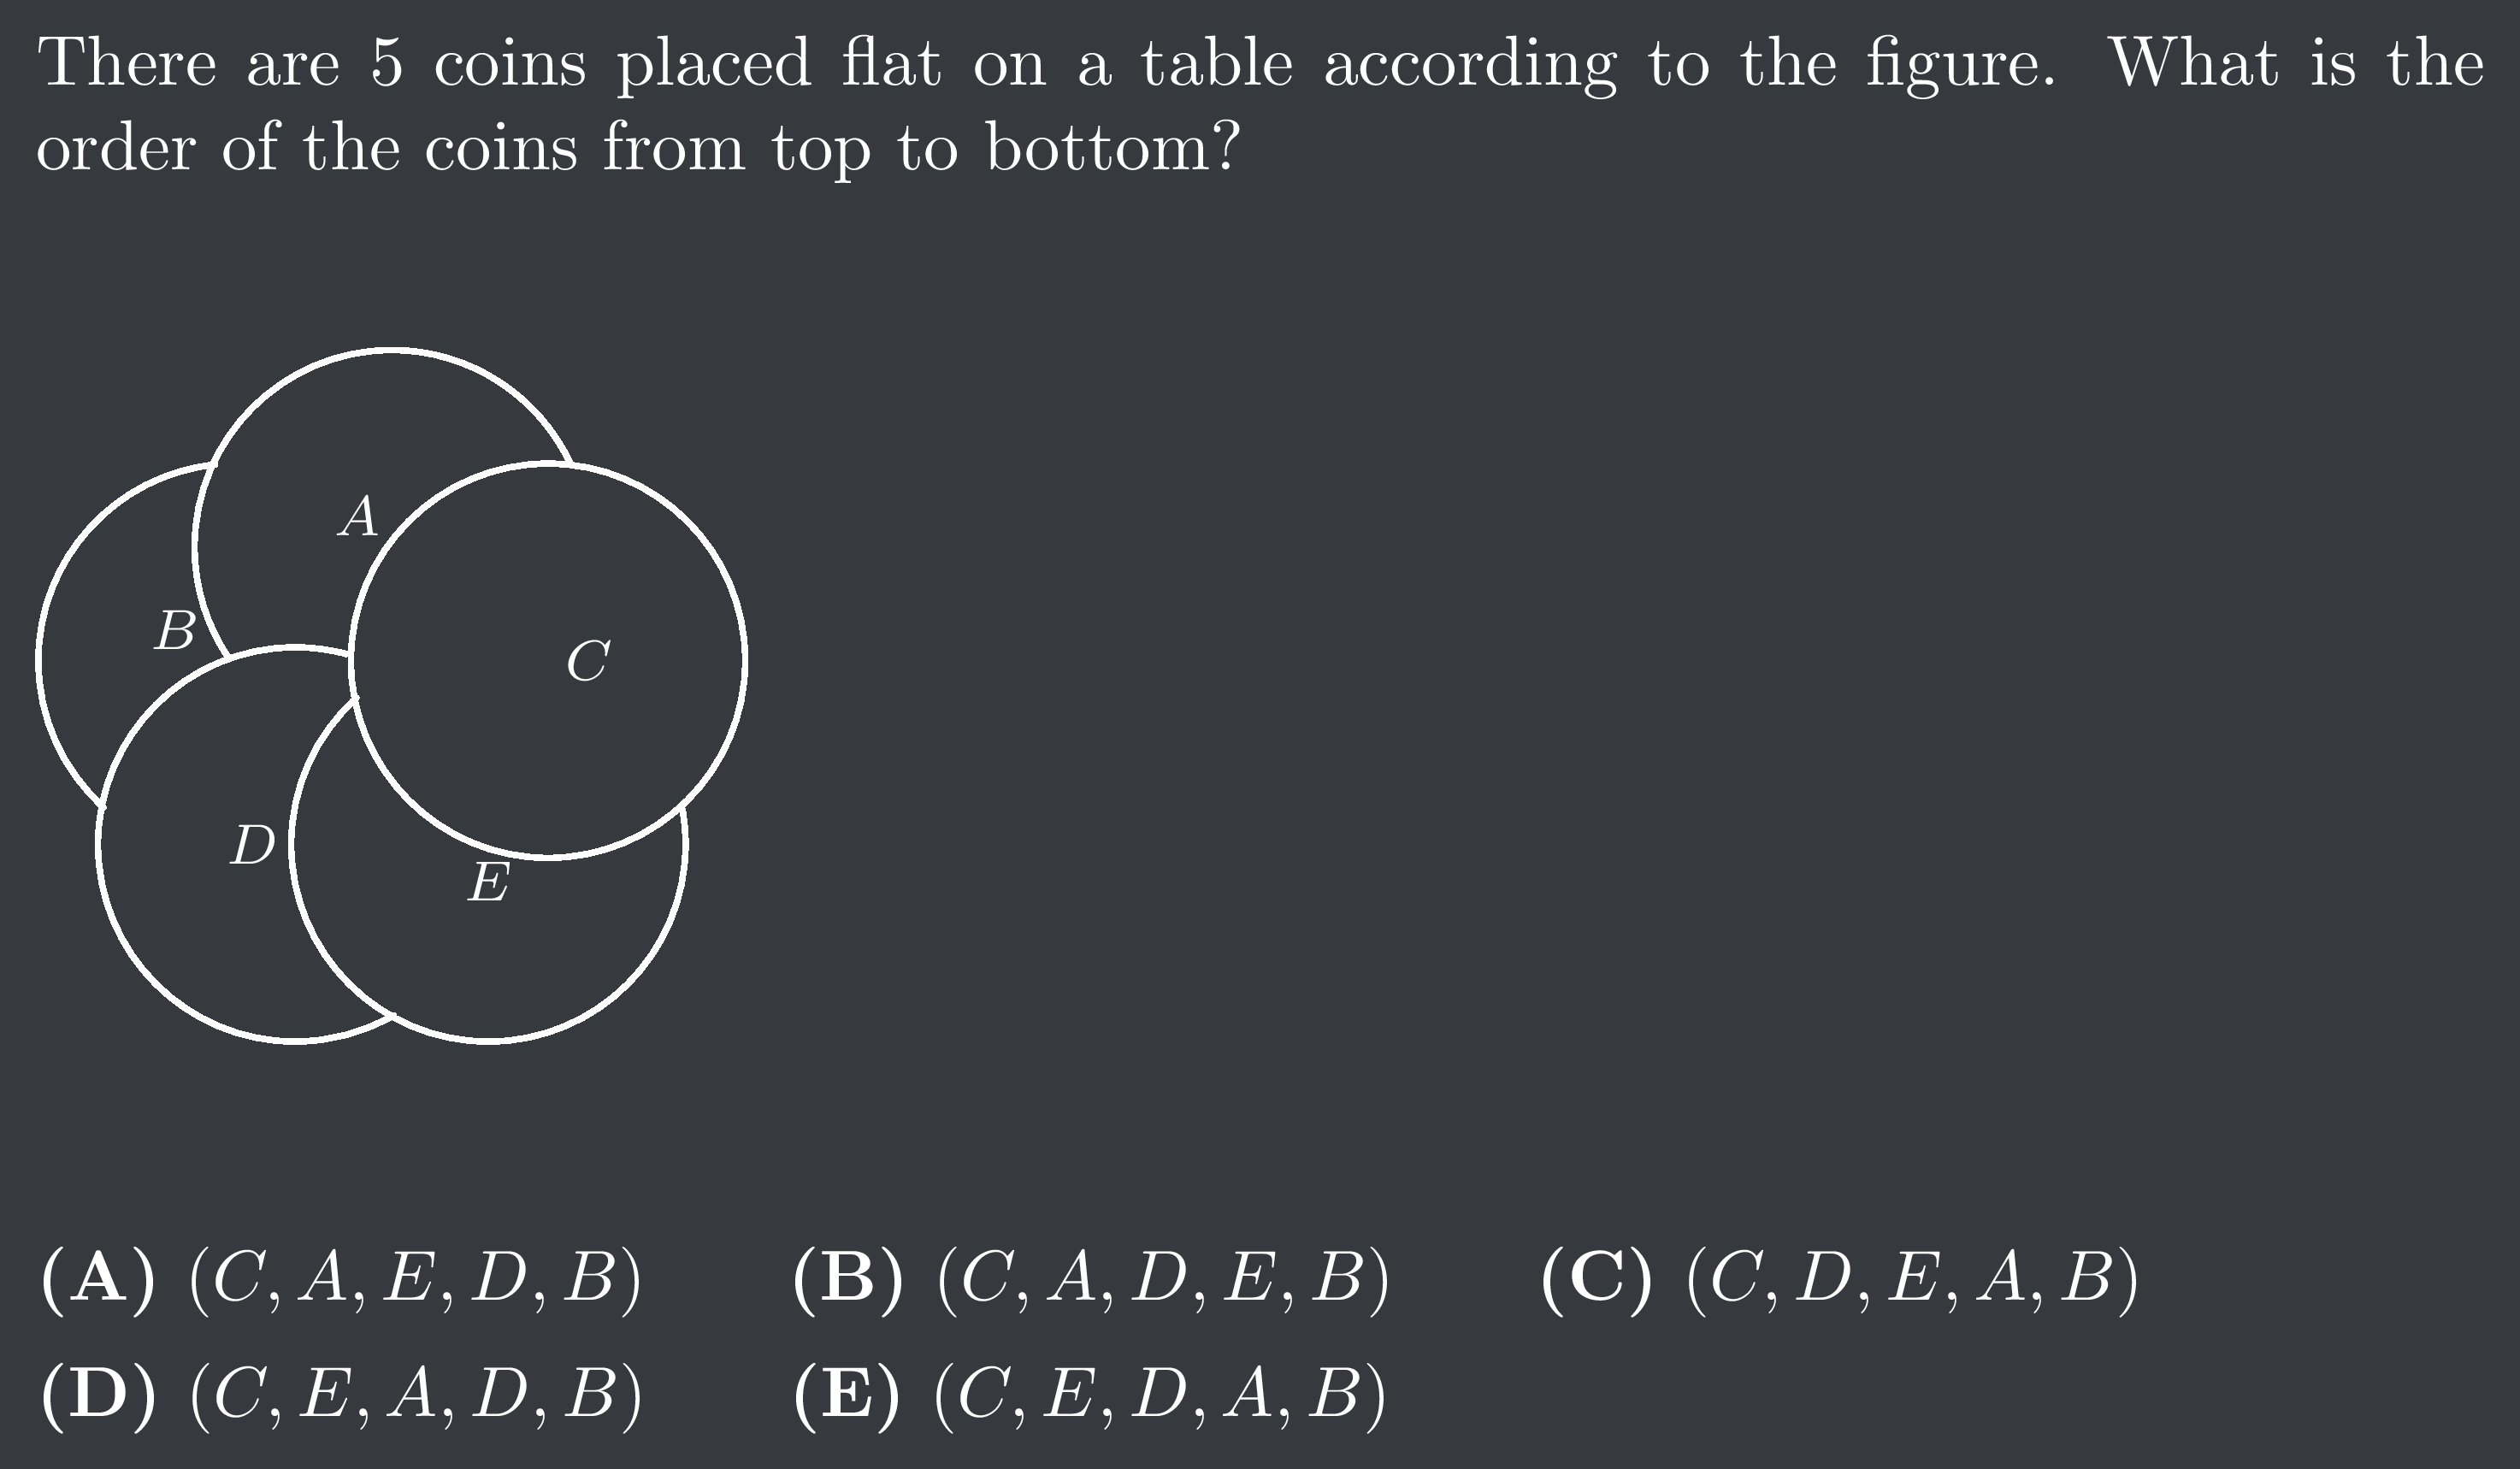 There are 5 coins placed flat on a table according to the figure. What is the
order of the coins from top to bottom?
A
B
C
D
E
(A) (C, A, E, D, B) (B) (C, A, D, E, B) (C) (C, D, E, A, B)
(D) (C, E, A, D, B) (E) (C, E, D, A, B)